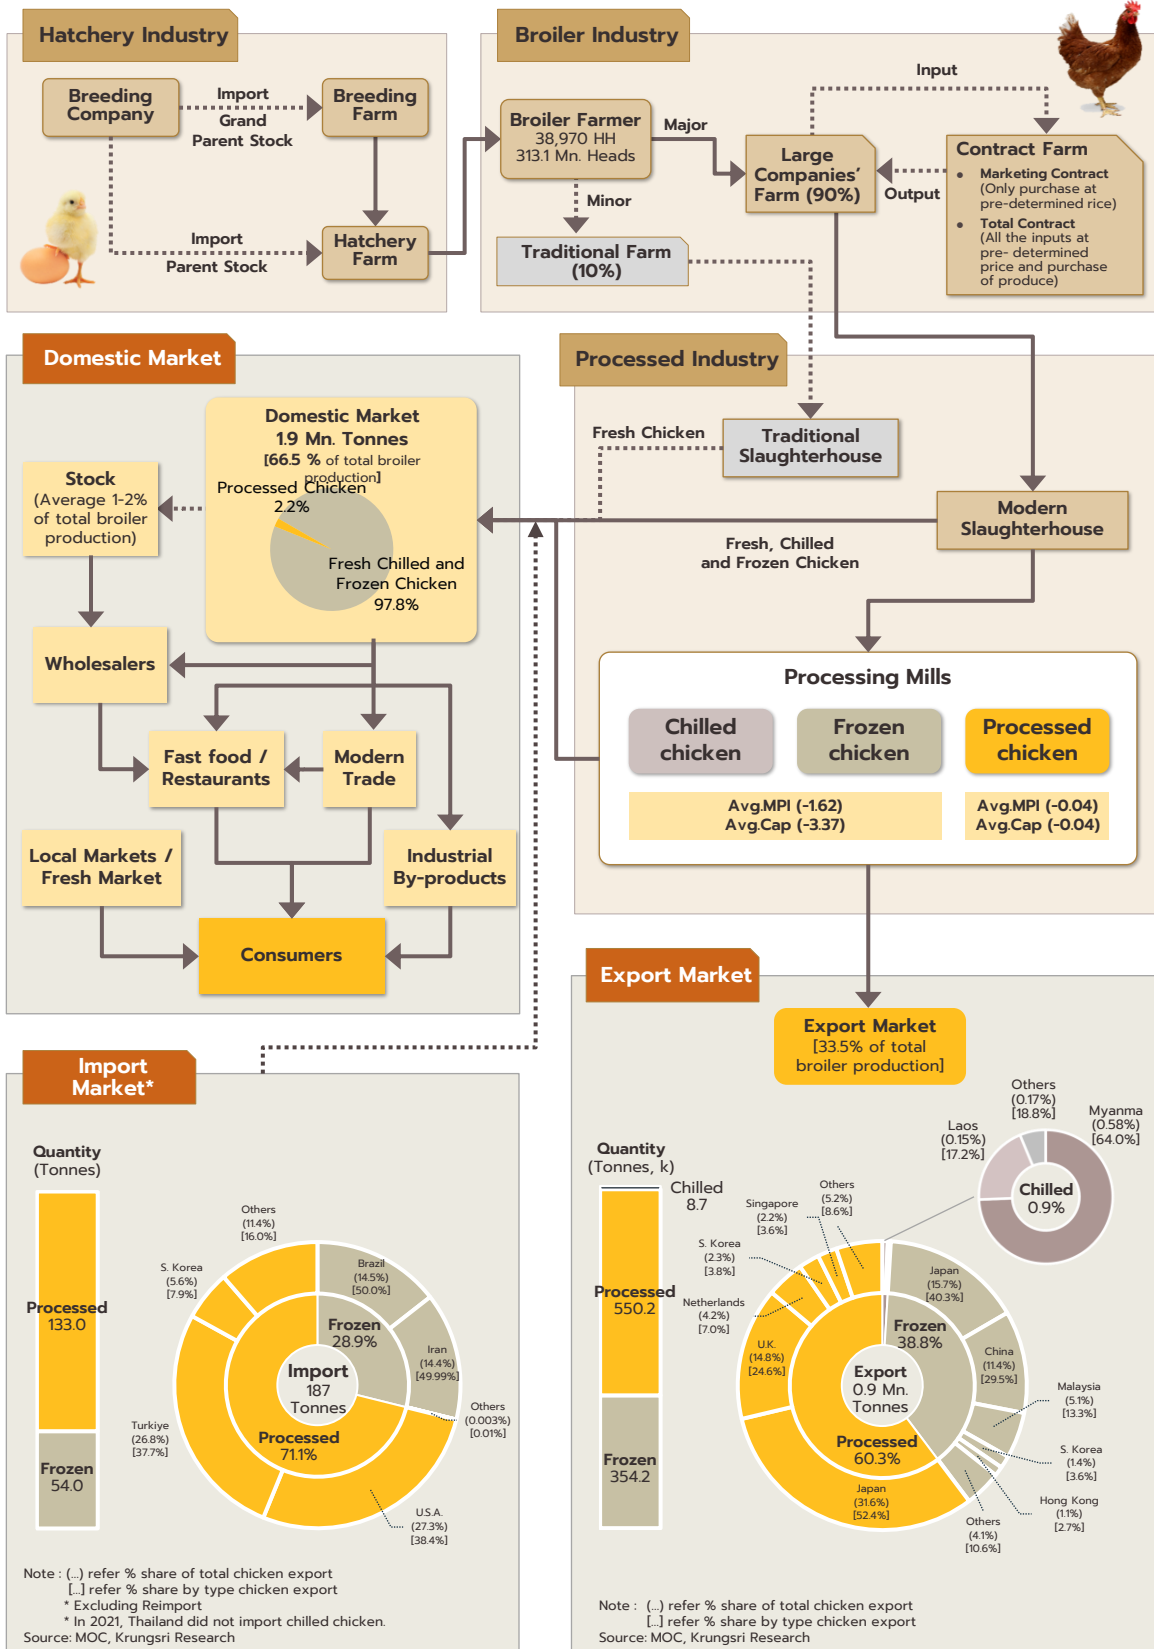 Hatchery Industry
Breeding
Company
Import
Grand
Parent Stock
Breeding
Farm
Import
Parent Stock
Hatchery
Farm
Broiler Industry
Broiler Farmer
38,970 HH
313.1 Mn. Heads
Major
Minor
Traditional Farm
(10%)
Large
Companies’
Farm (90%)
Input
Output
Contract Farm
• Marketing Contract
(Only purchase at
pre-determined rice)
• Total Contract
(All the inputs at
pre- determined
price and purchase
of produce)
Domestic Market
Domestic Market
1.9 Mn. Tonnes
[66.5 % of total broiler
production]
Processed Chicken
2.2%
Fresh Chilled and
Frozen Chicken
97.8%
Stock
(Average 1-2%
of total broiler
production)
Wholesalers
Fast food /
Restaurants
Modern
Trade
Local Markets /
Fresh Market
Industrial
By-products
Consumers
Processed Industry
Fresh Chicken
Traditional
Slaughterhouse
Modern
Slaughterhouse
Fresh, Chilled
and Frozen Chicken
Processing Mills
Chilled
chicken
Frozen
chicken
Processed
chicken
Avg.MPI (-1.62)
Avg.Cap (-3.37)
Avg.MPI (-0.04)
Avg.Cap (-0.04)
Import
Market*
Quantity
(Tonnes)
Processed
133.0
Frozen
54.0
Others
(11.4%)
[16.0%]
S. Korea
(5.6%)
[7.9%]
Turkiye
(26.8%)
[37.7%]
Brazil
(14.5%)
[50.0%]
Iran
(14.4%)
[49.99%]
Others
(0.003%)
[0.01%]
U.S.A.
(27.3%)
[38.4%]
Frozen
28.9%
Import
187
Tonnes
Processed
71.1%
Note : (...) refer % share of total chicken export
[...] refer % share by type chicken export
* Excluding Reimport
* In 2021, Thailand did not import chilled chicken.
Source: MOC, Krungsri Research
Export Market
Export Market
[33.5% of total
broiler production]
Quantity
(Tonnes, k)
Chilled
8.7
Processed
550.2
Frozen
354.2
Others
(0.17%)
[18.8%]
Myanma
(0.58%)
[64.0%]
Laos
(0.15%)
[17.2%]
Chilled
0.9%
Others
(5.2%)
[8.6%]
Singapore
(2.2%)
[3.6%]
S. Korea
(2.3%)
[3.8%]
Netherlands
(4.2%)
[7.0%]
U.K.
(14.8%)
[24.6%]
Japan
(15.7%)
[40.3%]
China
(11.4%)
[29.5%]
Malaysia
(5.1%)
[13.3%]
S. Korea
(1.4%)
[3.6%]
Hong Kong
(1.1%)
[2.7%]
Others
(4.1%)
[10.6%]
Japan
(31.6%)
[52.4%]
Frozen
38.8%
Export
0.9 Mn.
Tonnes
Processed
60.3%
Note : (...) refer % share of total chicken export
[...] refer % share by type chicken export
Source: MOC, Krungsri Research